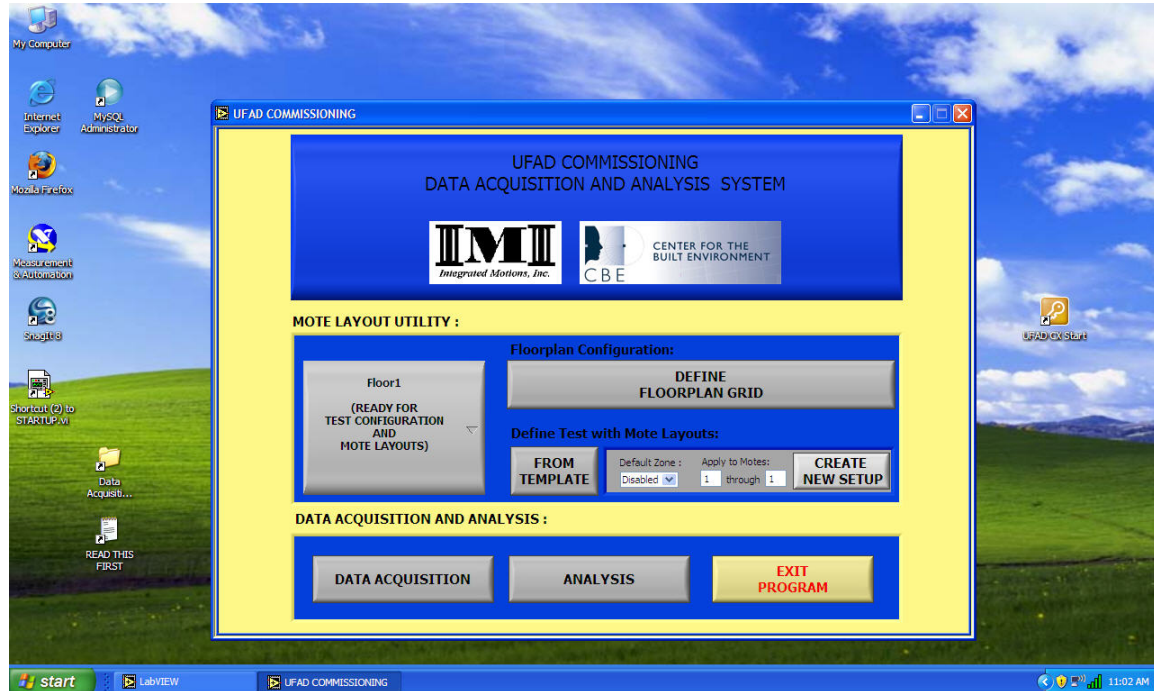 My Computer
Internet
Explorer
MySQL
Administrator
Mozilla Firefox
Measurement
& Automation
SnagIt 8
Shortcut (2) to
STARTUP.vi
Data
Acquisiti...
READ THIS
FIRST
UFAD CX Start
UFAD COMMISSIONING
UFAD COMMISSIONING
DATA ACQUISITION AND ANALYSIS SYSTEM
IMI
Integrated Motions, Inc.
CBE
CENTER FOR THE
BUILT ENVIRONMENT
MOTE LAYOUT UTILITY :
Floor1
(READY FOR
TEST CONFIGURATION
AND
MOTE LAYOUTS)
Floorplan Configuration:
DEFINE
FLOORPLAN GRID
Define Test with Mote Layouts:
FROM
TEMPLATE
Default Zone :
Disabled
Apply to Motes:
1 through 1
CREATE
NEW SETUP
DATA ACQUISITION AND ANALYSIS :
DATA ACQUISITION
ANALYSIS
EXIT
PROGRAM
start
LabVIEW
UFAD COMMISSIONING
11:02 AM